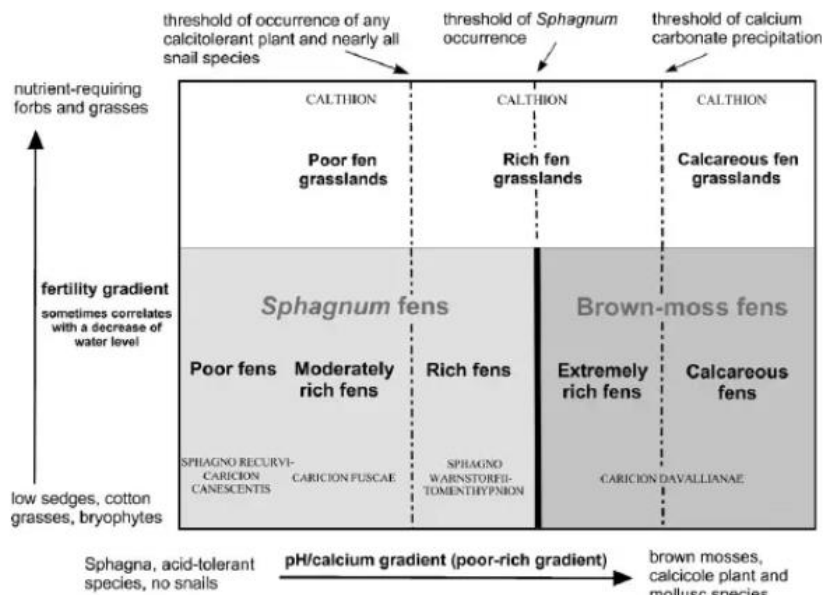 threshold of occurrence of any
calcitolerant plant and nearly all
snail species
threshold of Sphagnum
occurrence
threshold of calcium
carbonate precipitation
nutrient-requiring
forbs and grasses
CALTHION
CALTHION
CALTHION
Poor fen
grasslands
Rich fen
grasslands
Calcareous fen
grasslands
fertility gradient
sometimes correlates
with a decrease of
water level
Sphagnum fens
Brown-moss fens
Poor fens
Moderately
rich fens
Rich fens
Extremely
rich fens
Calcareous
fens
SPHAGNO RECURVI-
CARICION
CANESCENTIS
CARICION FUSCAE
SPHAGNO
WARNSTORFII-
TOMENTHYPNION
CARICION DAVALLIANAE
low sedges, cotton
grasses, bryophytes
Sphagna, acid-tolerant
species, no snails
pH/calcium gradient (poor-rich gradient)
brown mosses,
calcicole plant and
mollusc species